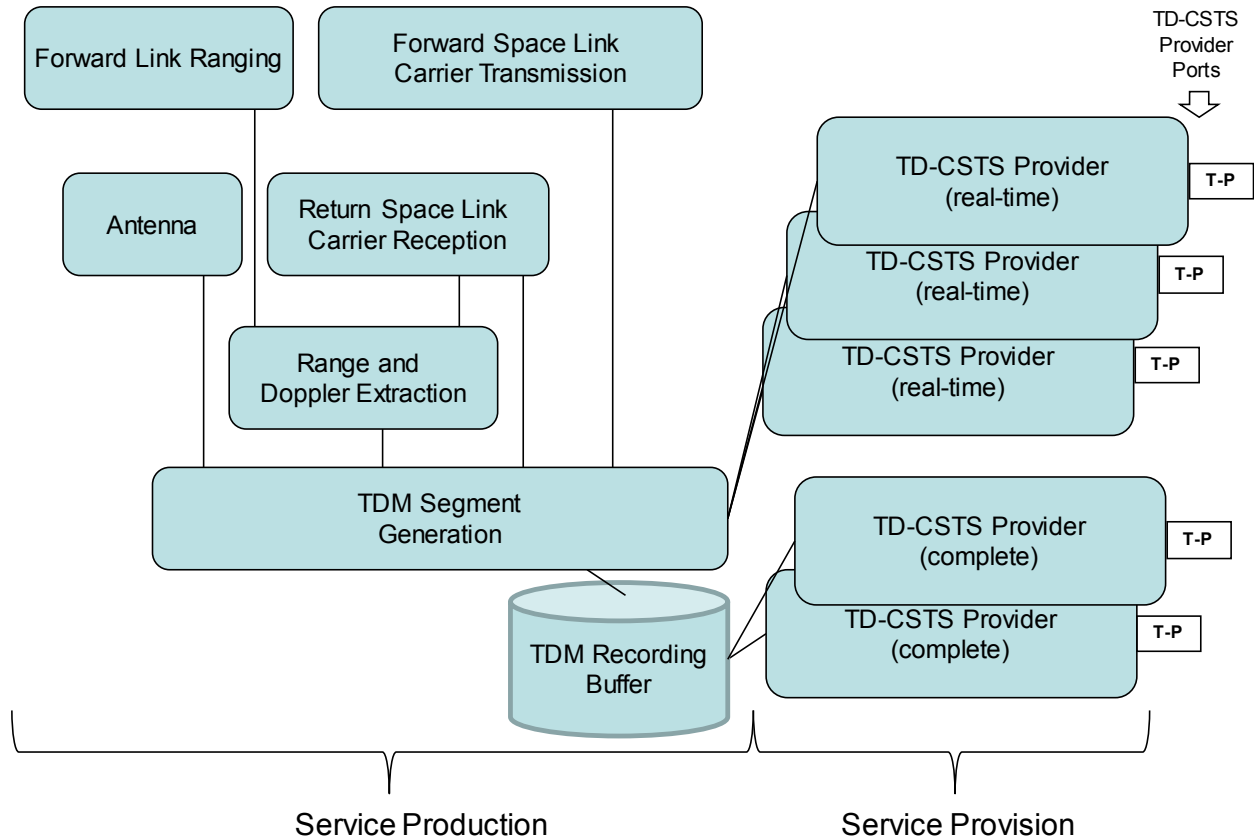 Forward Link Ranging
Forward Space Link
Carrier Transmission
TD-CSTS
Provider
Ports
Antenna
Return Space Link
Carrier Reception
Range and
Doppler Extraction
TDM Segment
Generation
TDM Recording
Buffer
TD-CSTS Provider
(real-time)
T-P
TD-CSTS Provider
(real-time)
T-P
TD-CSTS Provider
(real-time)
T-P
TD-CSTS Provider
(complete)
T-P
TD-CSTS Provider
(complete)
T-P
Service Production
Service Provision